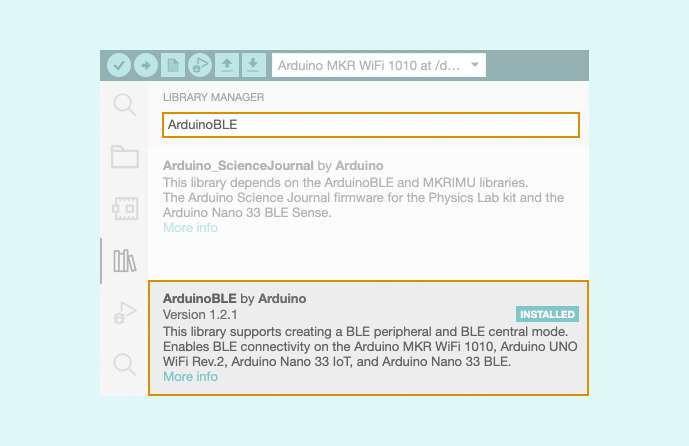 Arduino MKR WiFi 1010 at /d...
LIBRARY MANAGER
ArduinoBLE
Arduino_ScienceJournal by Arduino
This library depends on the ArduinoBLE and MKRIMU libraries.
The Arduino Science Journal firmware for the Physics Lab kit and the
Arduino Nano 33 BLE Sense.
More info
ArduinoBLE by Arduino
Version 1.2.1
INSTALLED
This library supports creating a BLE peripheral and BLE central mode.
Enables BLE connectivity on the Arduino MKR WiFi 1010, Arduino UNO
WiFi Rev.2, Arduino Nano 33 IoT, and Arduino Nano 33 BLE.
More info